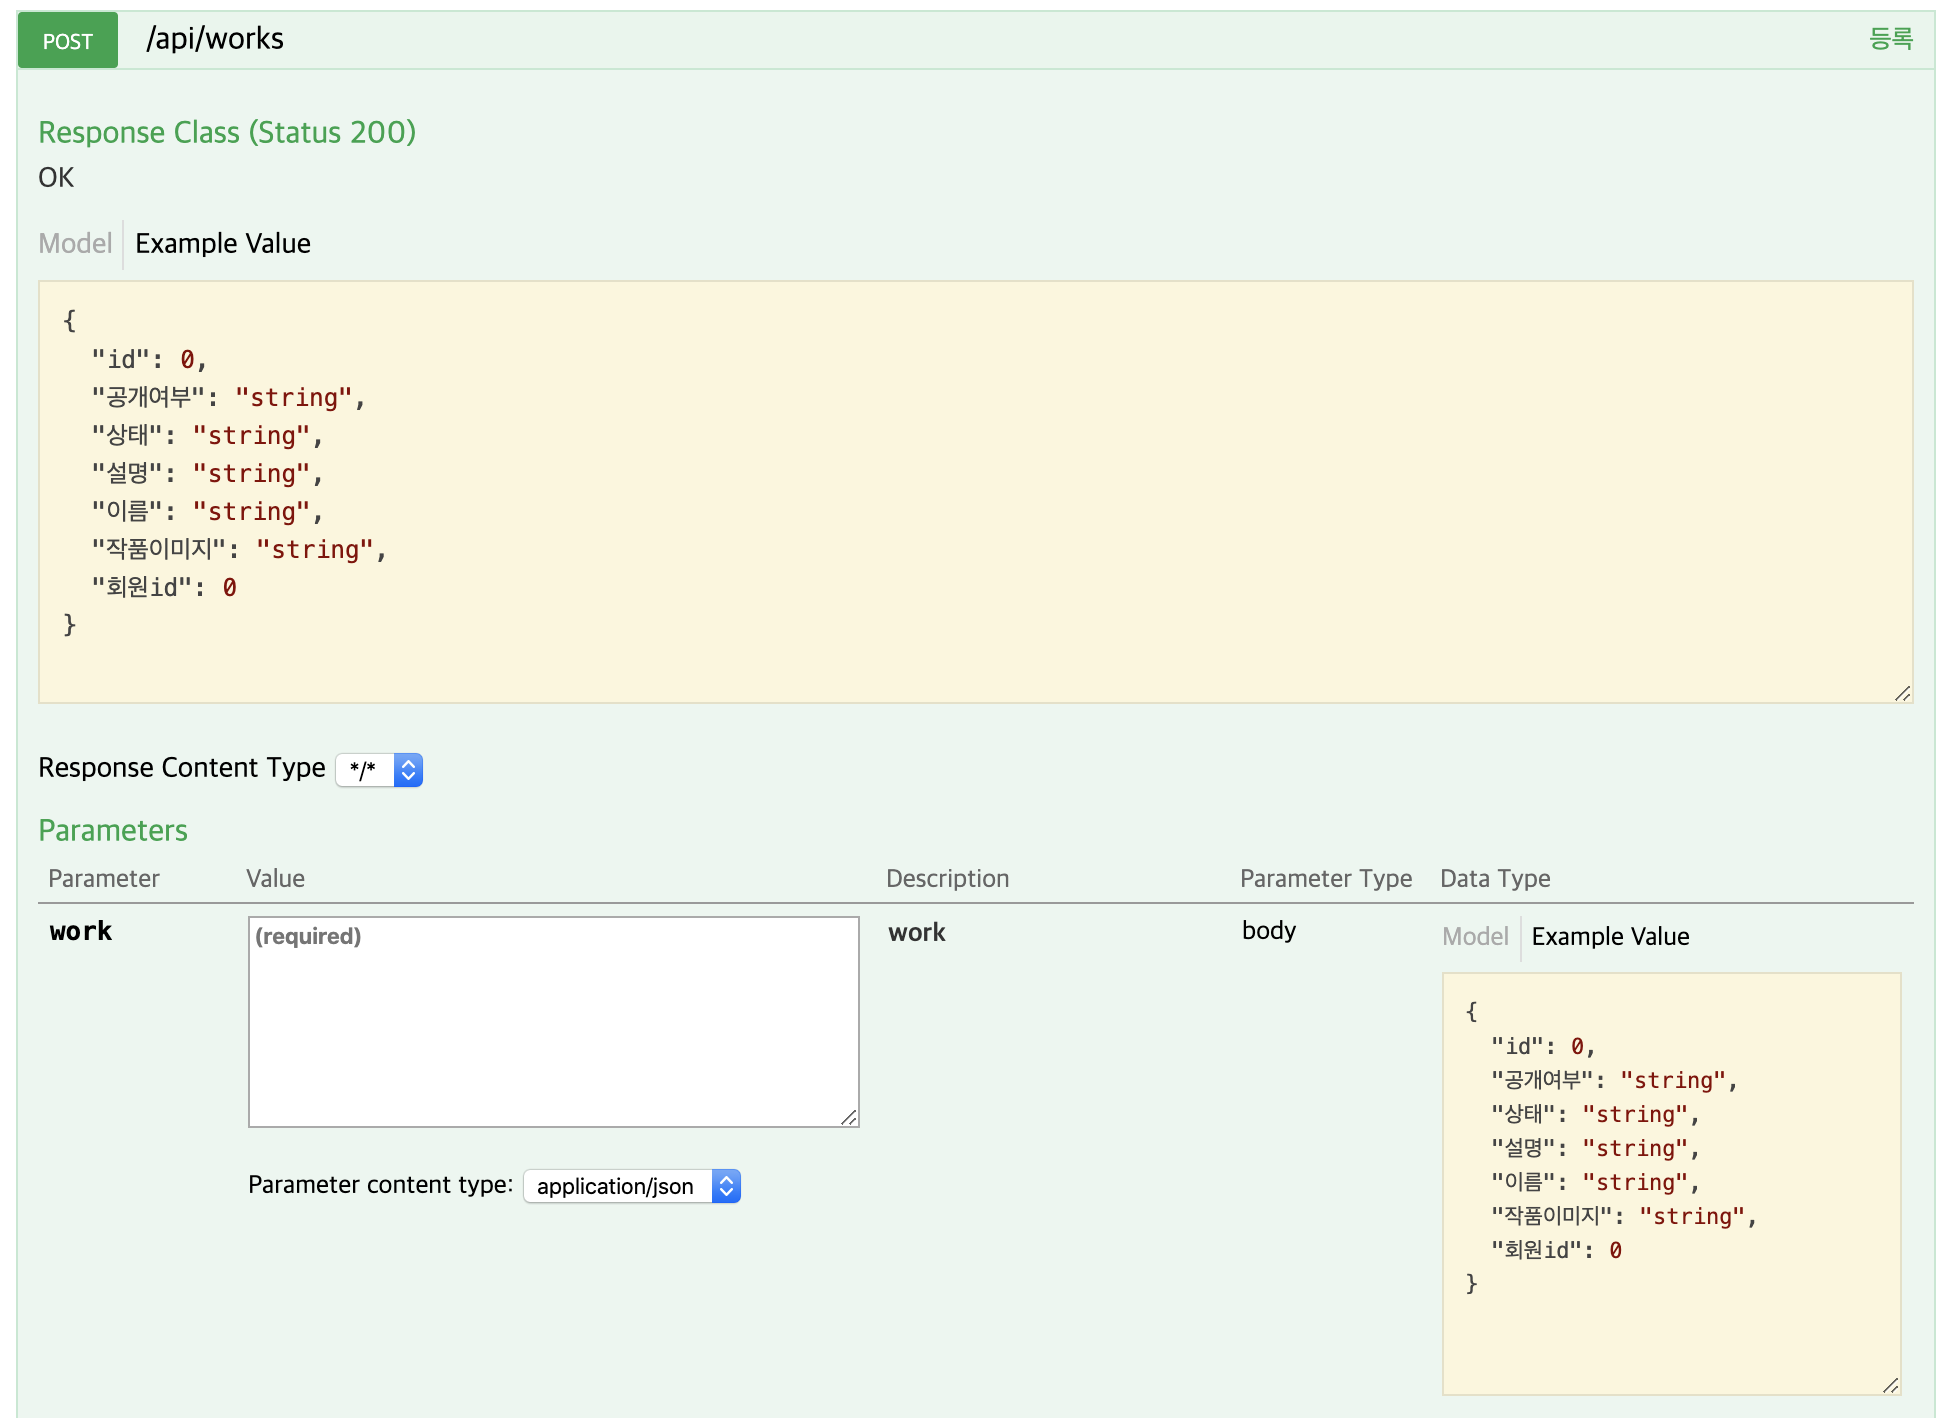 POST /api/works 등록
Response Class (Status 200)
OK
Model Example Value
{
"id": 0,
"공개여부": "string",
"상태": "string",
"설명": "string",
"이름": "string",
"작품이미지": "string",
"회원id": 0
}
Response Content Type */*
Parameters
Parameter Value Description Parameter Type Data Type
work (required) work body Model Example Value
{
"id": 0,
"공개여부": "string",
"상태": "string",
"설명": "string",
"이름": "string",
"작품이미지": "string",
"회원id": 0
}
Parameter content type: application/json